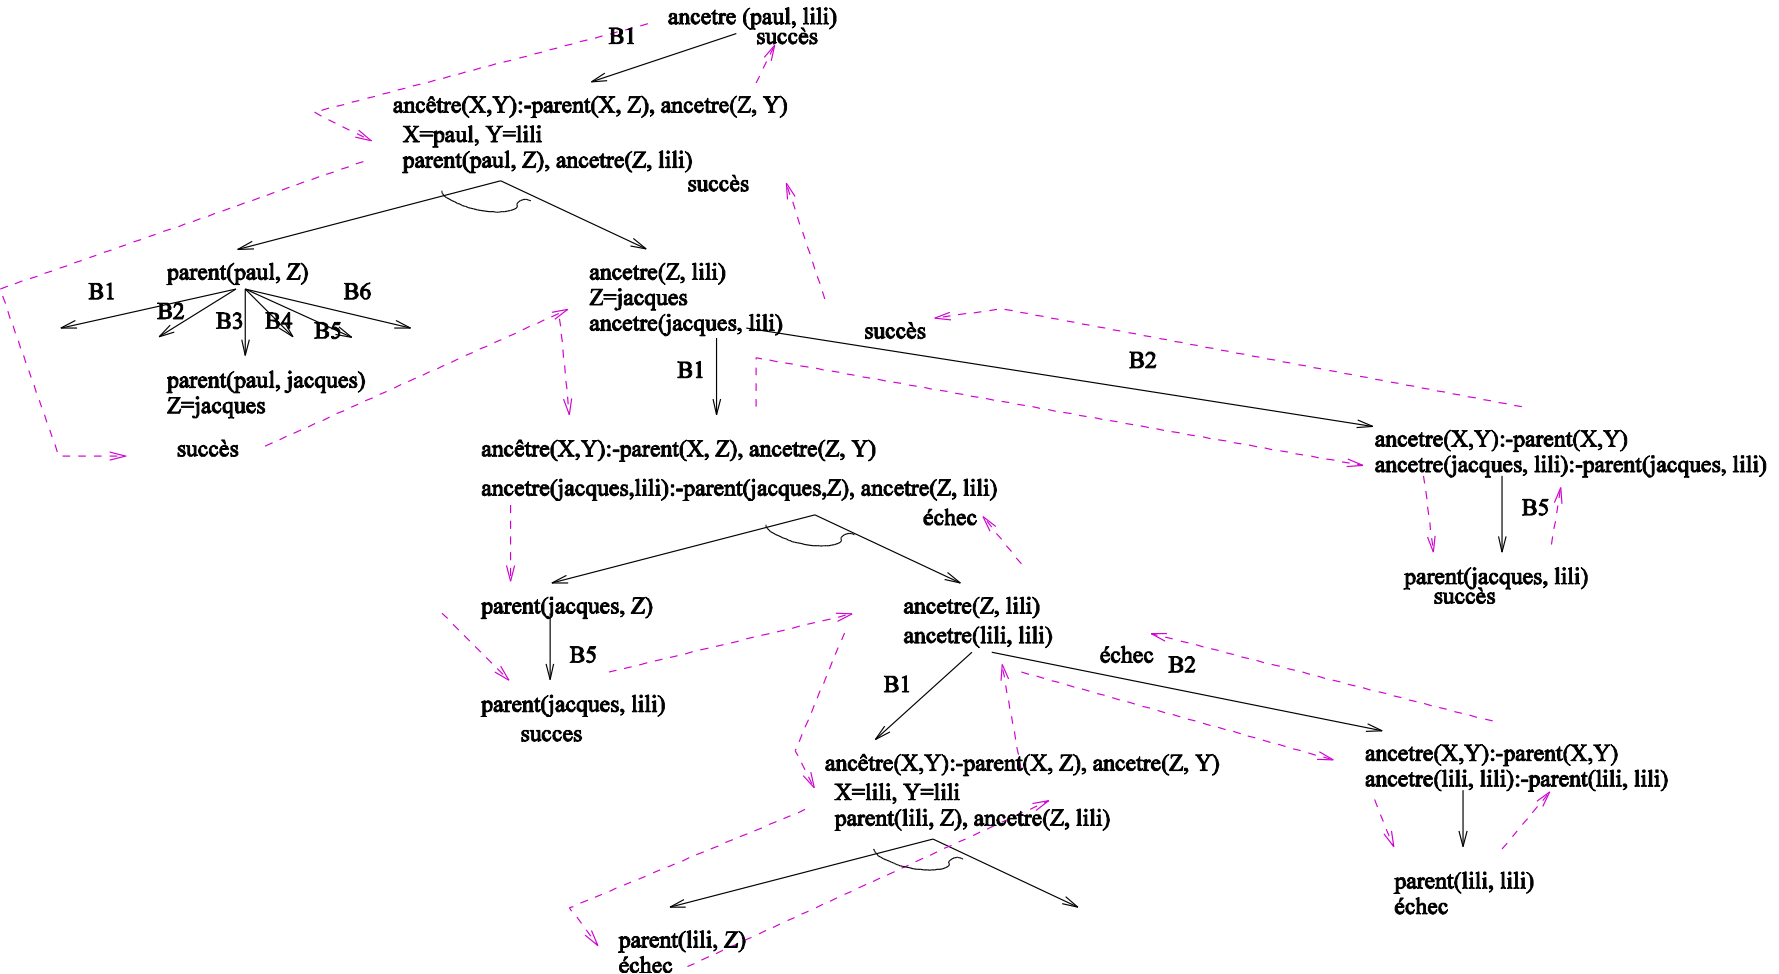 ancetre (paul, lili)
B1
succès
ancêtre(X,Y):-parent(X, Z), ancetre(Z, Y)
X=paul, Y=lili
parent(paul, Z), ancetre(Z, lili)
succès
parent(paul, Z)
B1
B2
B3
B4
B5
B6
parent(paul, jacques)
Z=jacques
succès
ancetre(Z, lili)
Z=jacques
ancetre(jacques, lili)
succès
B1
B2
ancêtre(X,Y):-parent(X, Z), ancetre(Z, Y)
ancetre(jacques,lili):-parent(jacques,Z), ancetre(Z, lili)
échec
ancetre(X,Y):-parent(X,Y)
ancetre(jacques, lili):-parent(jacques, lili)
B5
parent(jacques, lili)
succès
parent(jacques, Z)
B5
parent(jacques, lili)
succes
ancetre(Z, lili)
ancetre(lili, lili)
échec
B1
B2
ancêtre(X,Y):-parent(X, Z), ancetre(Z, Y)
X=lili, Y=lili
parent(lili, Z), ancetre(Z, lili)
ancetre(X,Y):-parent(X,Y)
ancetre(lili, lili):-parent(lili, lili)
parent(lili, lili)
échec
parent(lili, Z)
échec